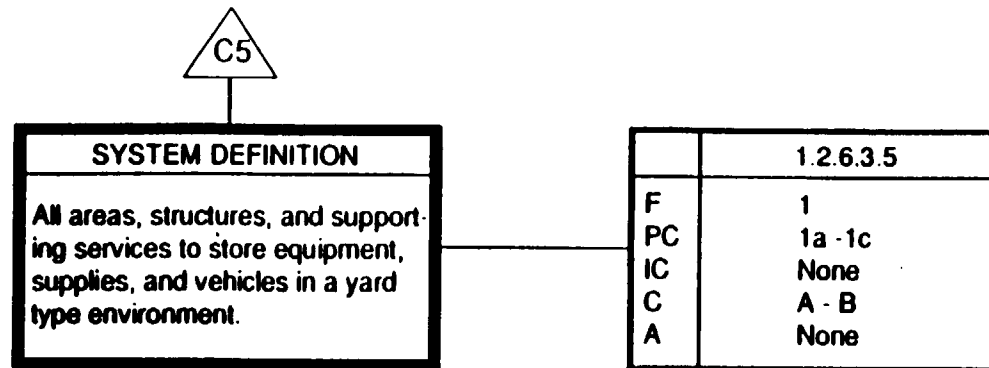 C5
SYSTEM DEFINITION
All areas, structures, and support-
ing services to store equipment,
supplies, and vehicles in a yard
type environment.
1.2.6.3.5
F 1
PC 1a - 1c
IC None
C A - B
A None